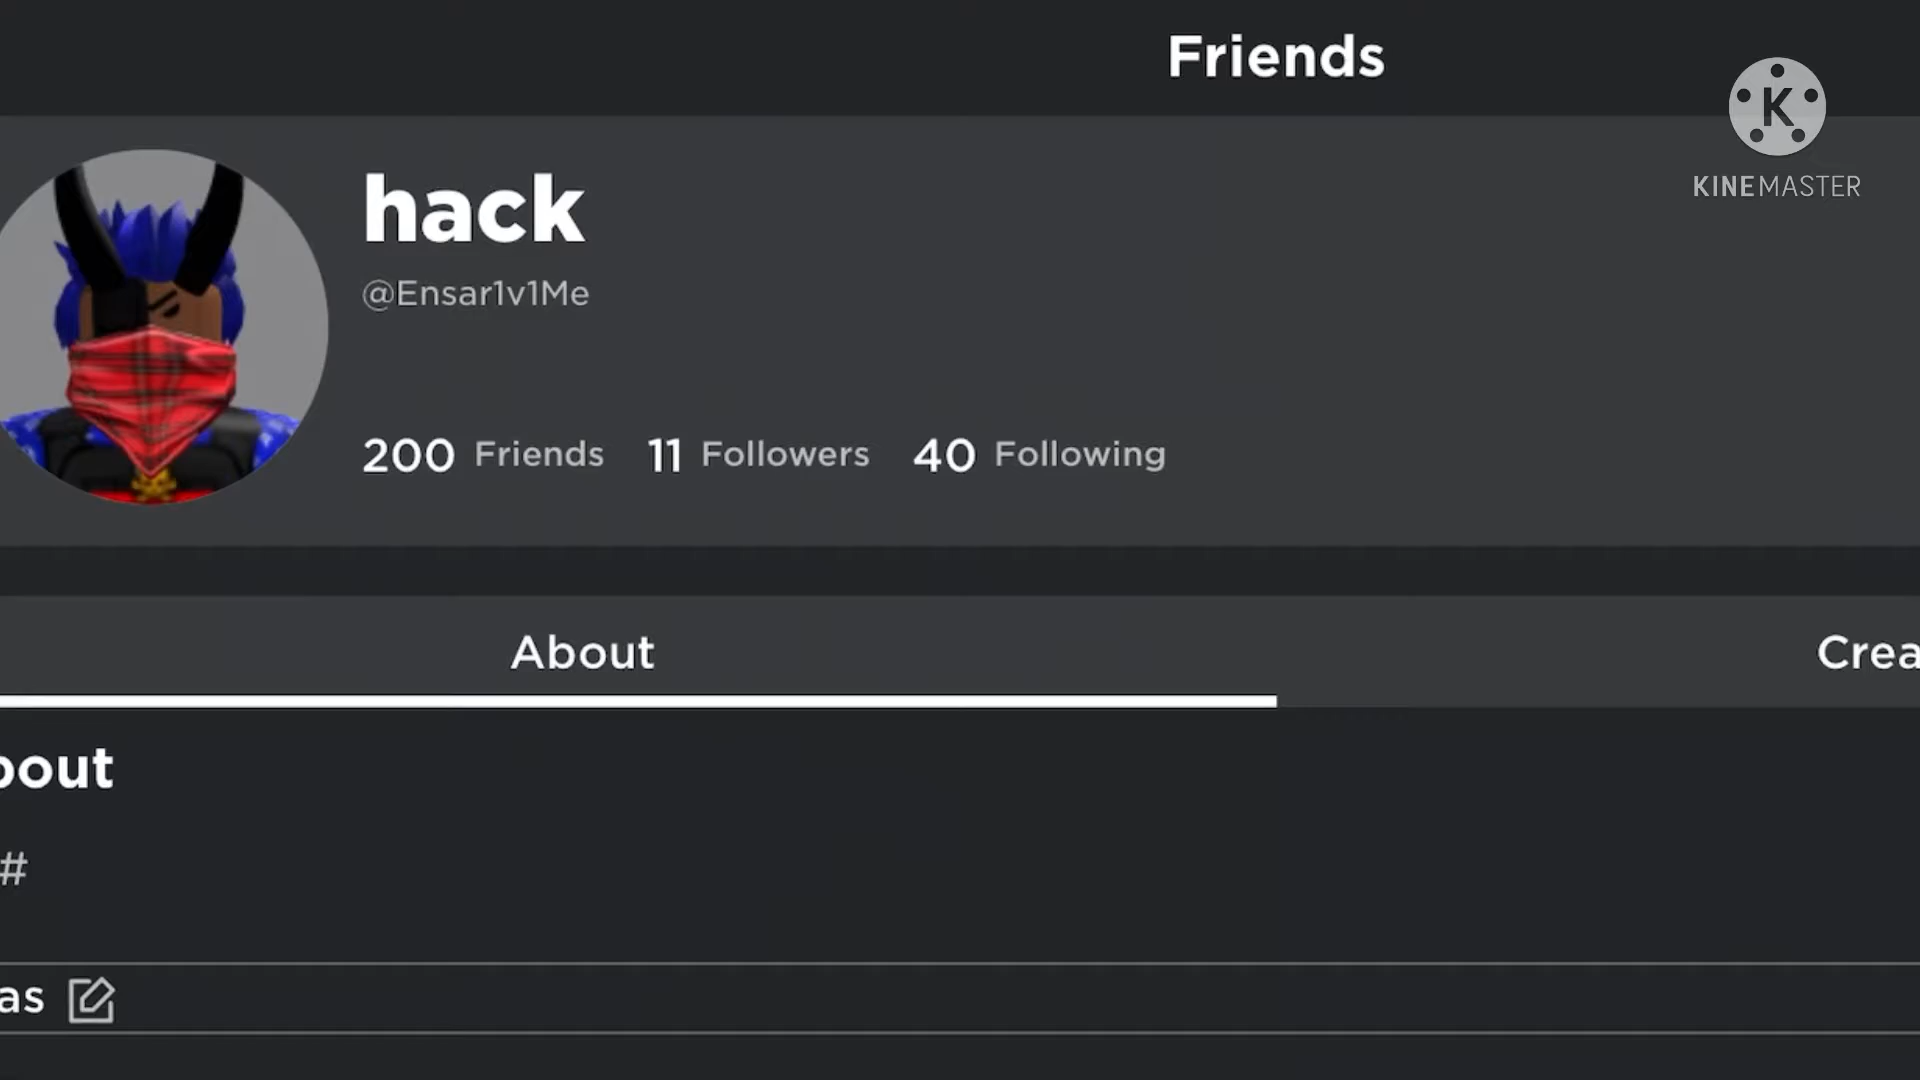 Friends
K
KINEMASTER
hack
@Ensar1v1Me
200 Friends 11 Followers 40 Following
About Crea
bout
#
as